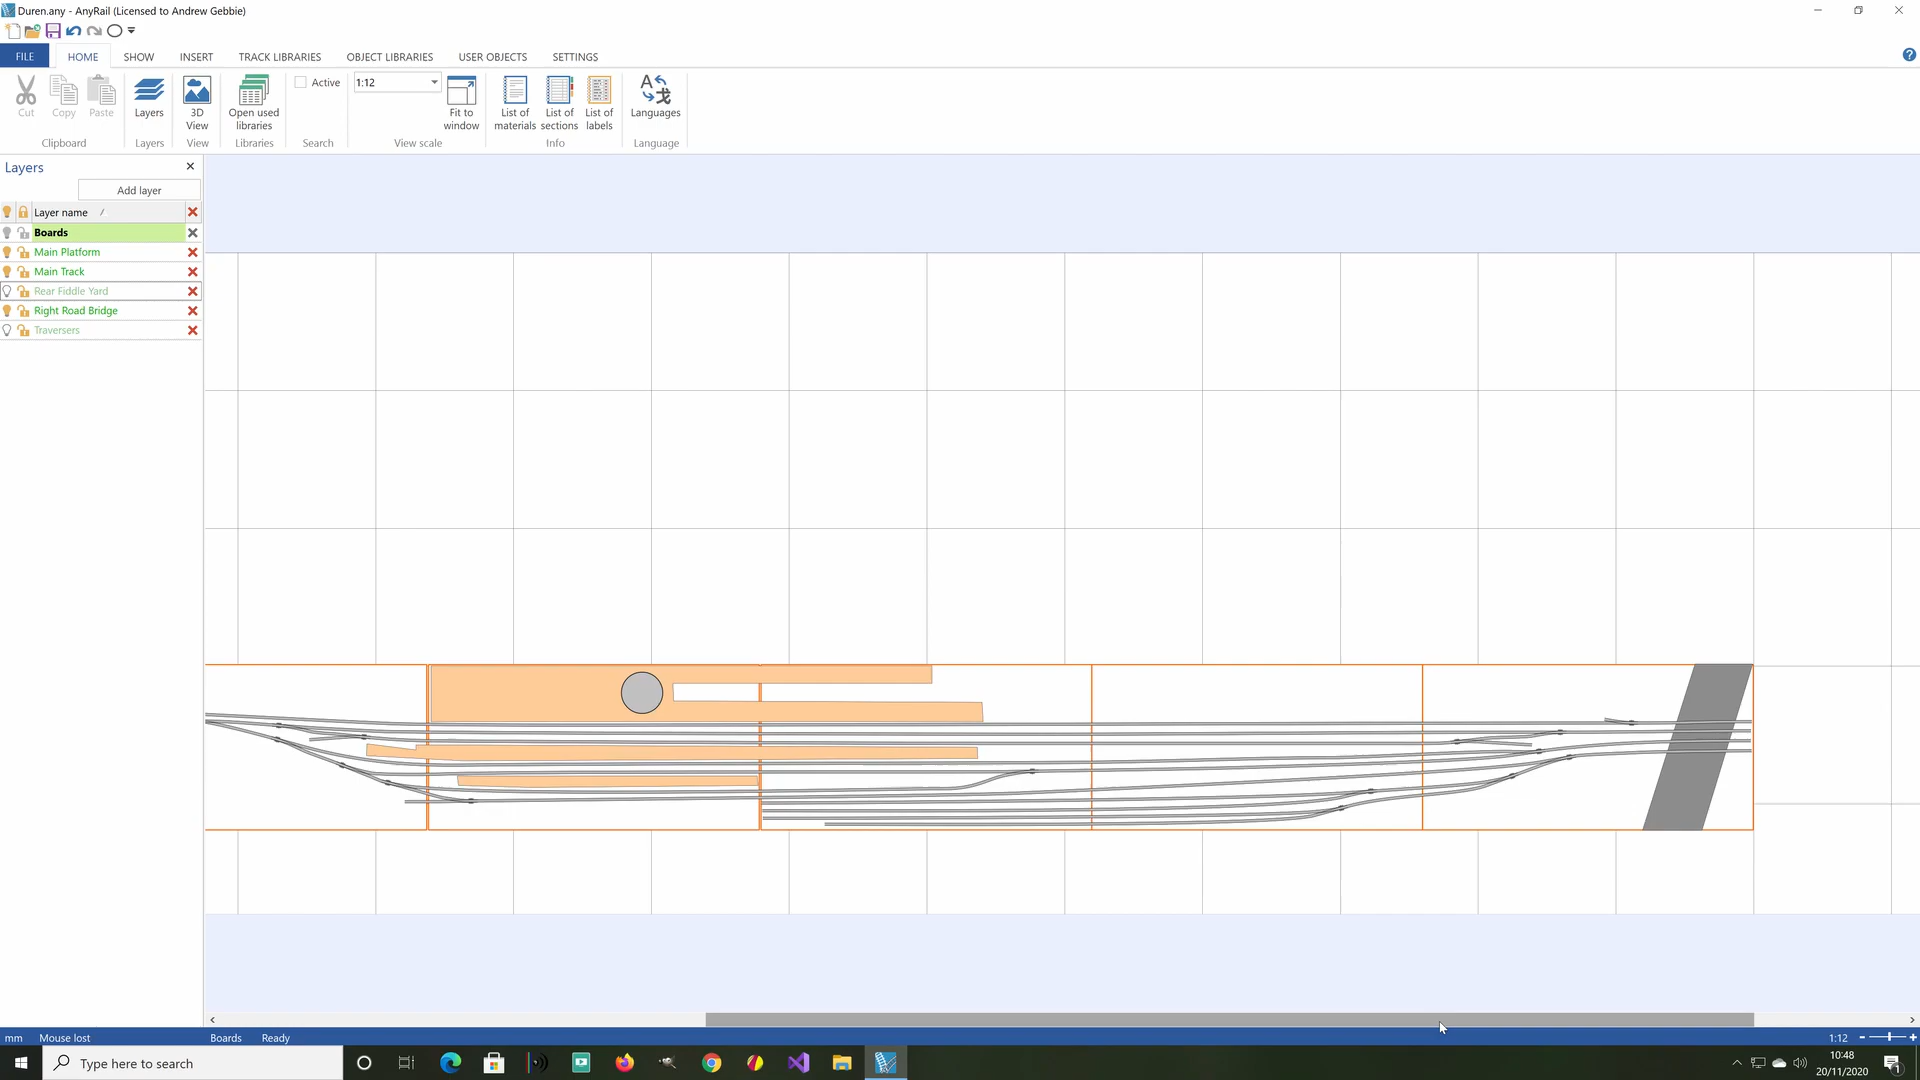 Duren.any - AnyRail (Licensed to Andrew Gebbie)
FILE HOME SHOW INSERT TRACK LIBRARIES OBJECT LIBRARIES USER OBJECTS SETTINGS
Cut Copy Paste Layers 3D View Open used libraries Active 1:12 Fit to window List of materials List of sections List of labels Languages
Clipboard Layers View Libraries Search View scale Info Language
Layers
Add layer
Layer name
Boards
Main Platform
Main Track
Rear Fiddle Yard
Right Road Bridge
Traversers
mm Mouse lost Boards Ready 1:12
Type here to search
10:48
20/11/2020
1